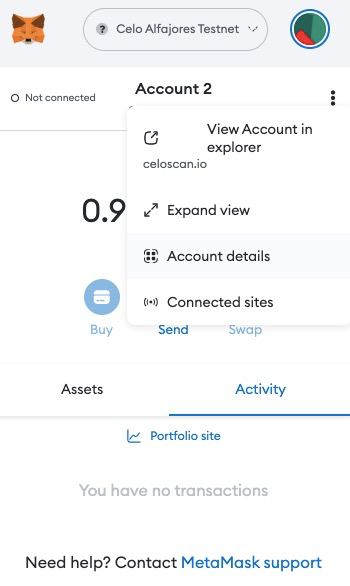 ? Celo Alfajores Testnet
Not connected
Account 2
View Account in
explorer
celoscan.io
0.9
Expand view
Account details
Connected sites
Buy
Send
Swap
Assets
Activity
Portfolio site
You have no transactions
Need help? Contact MetaMask support